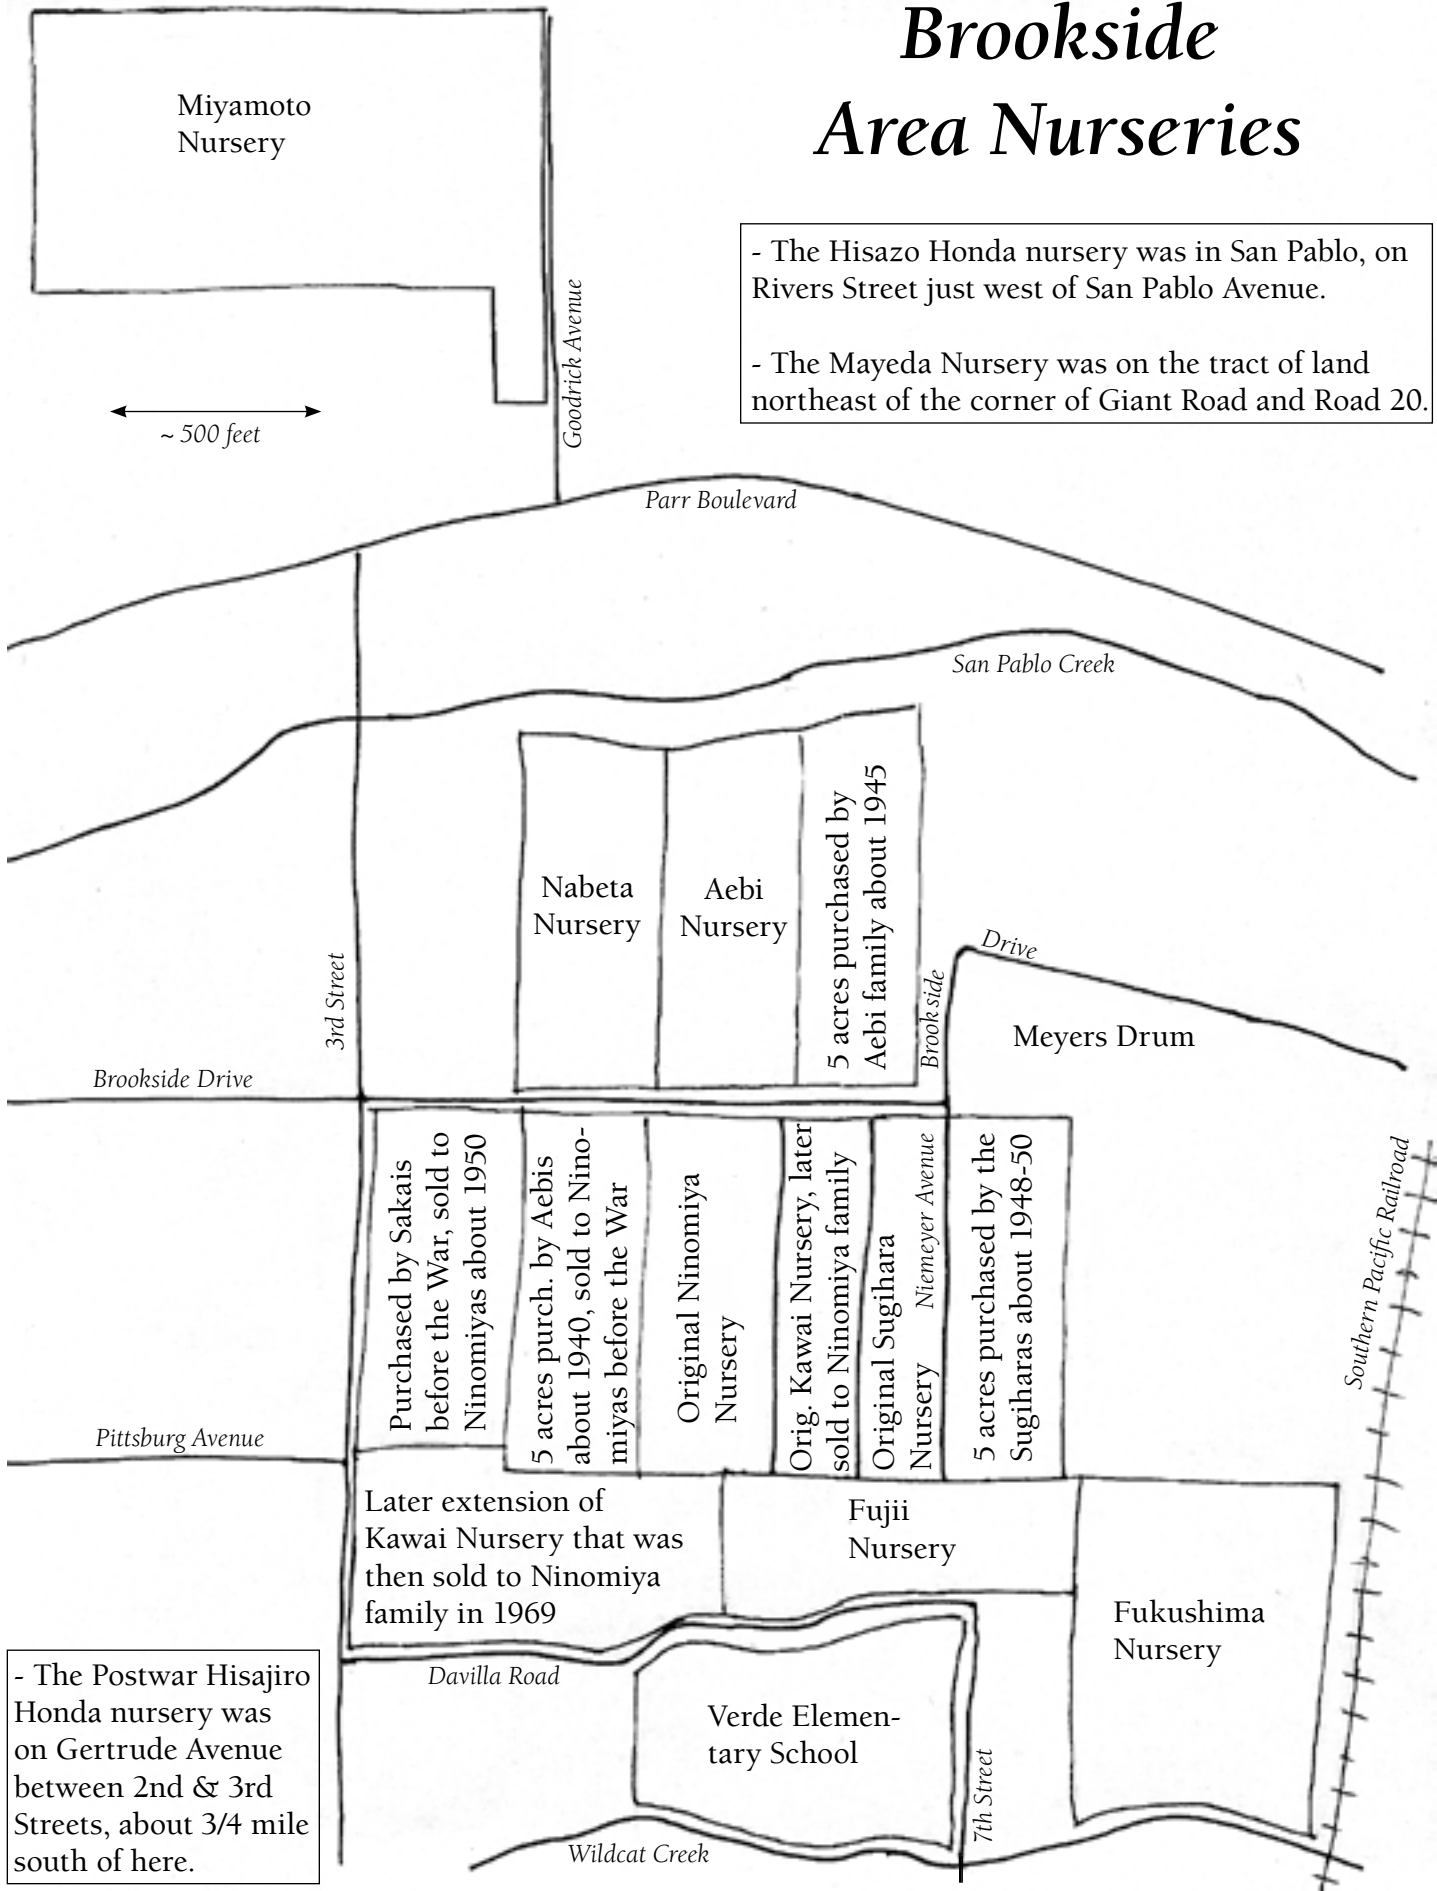 Brookside
Area Nurseries
Miyamoto
Nursery
- The Hisazo Honda nursery was in San Pablo, on
Rivers Street just west of San Pablo Avenue.
- The Mayeda Nursery was on the tract of land
northeast of the corner of Giant Road and Road 20.
Goodrick Avenue
~ 500 feet
Parr Boulevard
San Pablo Creek
Nabeta
Nursery
Aebi
Nursery
5 acres purchased by
Aebi family about 1945
3rd Street
Brookside
Drive
Meyers Drum
Brookside Drive
Purchased by Sakais
before the War, sold to
Ninomiyas about 1950
5 acres purch. by Aebis
about 1940, sold to Nino-
miyas before the War
Original Ninomiya
Nursery
Orig. Kawai Nursery, later
sold to Ninomiya family
Original Sugihara
Nursery
Niemeyer Avenue
5 acres purchased by the
Sugiharas about 1948-50
Southern Pacific Railroad
Pittsburg Avenue
Later extension of
Kawai Nursery that was
then sold to Ninomiya
family in 1969
Fujii
Nursery
Fukushima
Nursery
- The Postwar Hisajiro
Honda nursery was
on Gertrude Avenue
between 2nd & 3rd
Streets, about 3/4 mile
south of here.
Davilla Road
Verde Elemen-
tary School
7th Street
Wildcat Creek